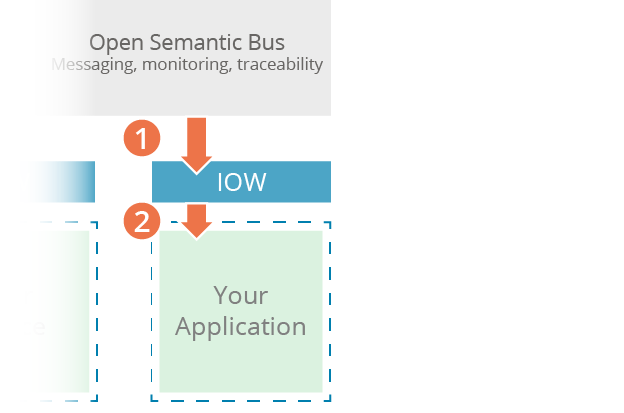 Open Semantic Bus
Messaging, monitoring, traceability
1
IOW
2
Your
Application